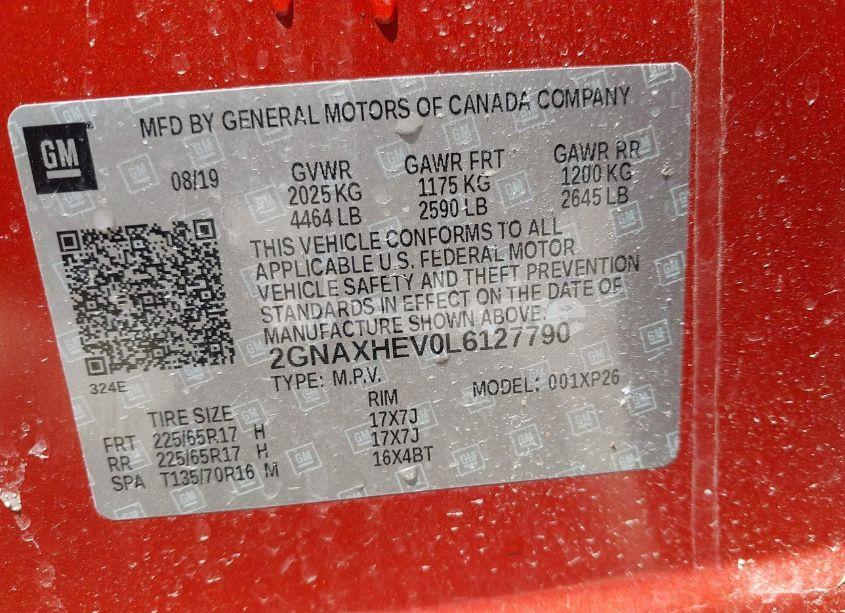 MFD BY GENERAL MOTORS OF CANADA COMPANY
GM
08/19 GVWR GAWR FRT GAWR RR
2025 KG 1175 KG 1200 KG
4464 LB 2590 LB 2645 LB
THIS VEHICLE CONFORMS TO ALL
APPLICABLE U.S. FEDERAL MOTOR
VEHICLE SAFETY AND THEFT PREVENTION
STANDARDS IN EFFECT ON THE DATE OF
MANUFACTURE SHOWN ABOVE.
2GNAXHEV0L6127790
324E
TYPE: M.P.V. MODEL: 001XP26
TIRE SIZE RIM
FRT 225/65R17 H 17X7J
RR 225/65R17 H 17X7J
SPA T135/70R16 M 16X4BT